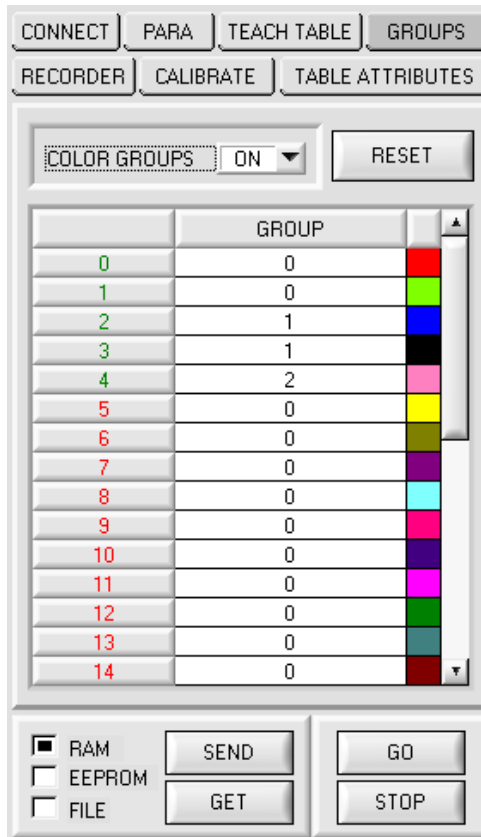 CONNECT PARA TEACH TABLE GROUPS
RECORDER CALIBRATE TABLE ATTRIBUTES
COLOR GROUPS ON RESET
GROUP
0 0
1 0
2 1
3 1
4 2
5 0
6 0
7 0
8 0
9 0
10 0
11 0
12 0
13 0
14 0
RAM SEND GO
EEPROM
FILE GET STOP